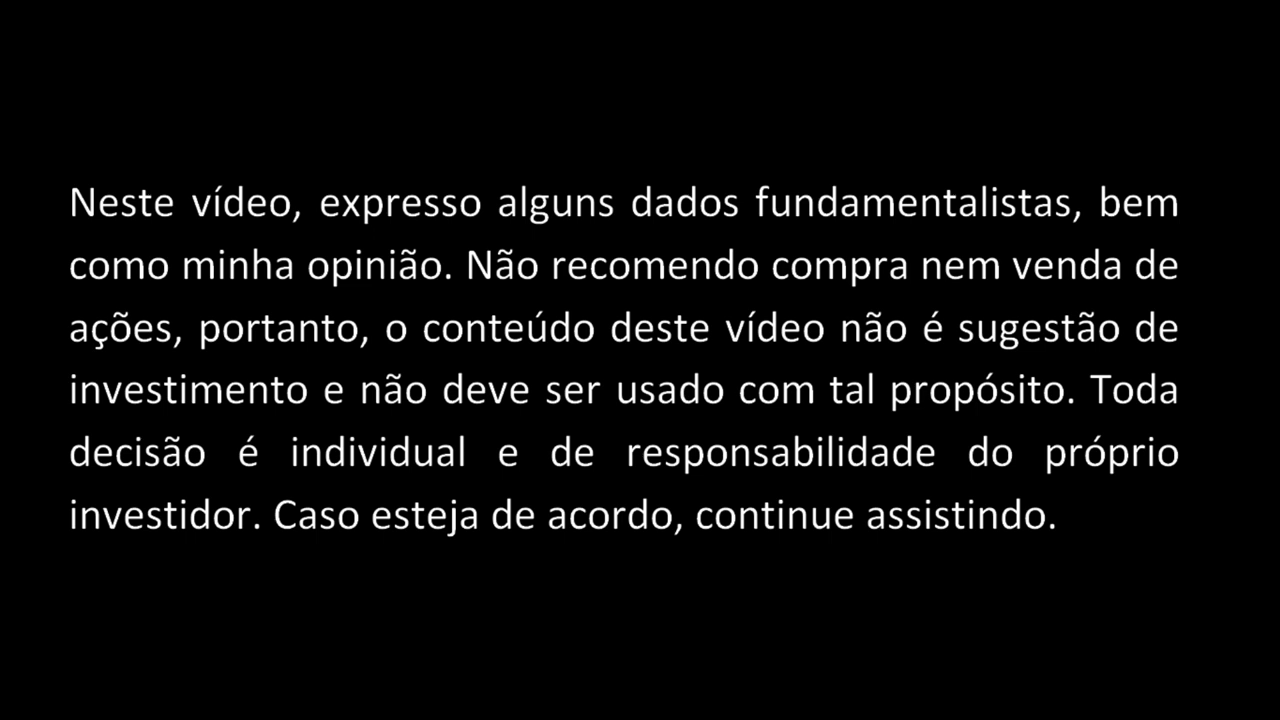 Neste vídeo, expresso alguns dados fundamentalistas, bem
como minha opinião. Não recomendo compra nem venda de
ações, portanto, o conteúdo deste vídeo não é sugestão de
investimento e não deve ser usado com tal propósito. Toda
decisão é individual e de responsabilidade do próprio
investidor. Caso esteja de acordo, continue assistindo.